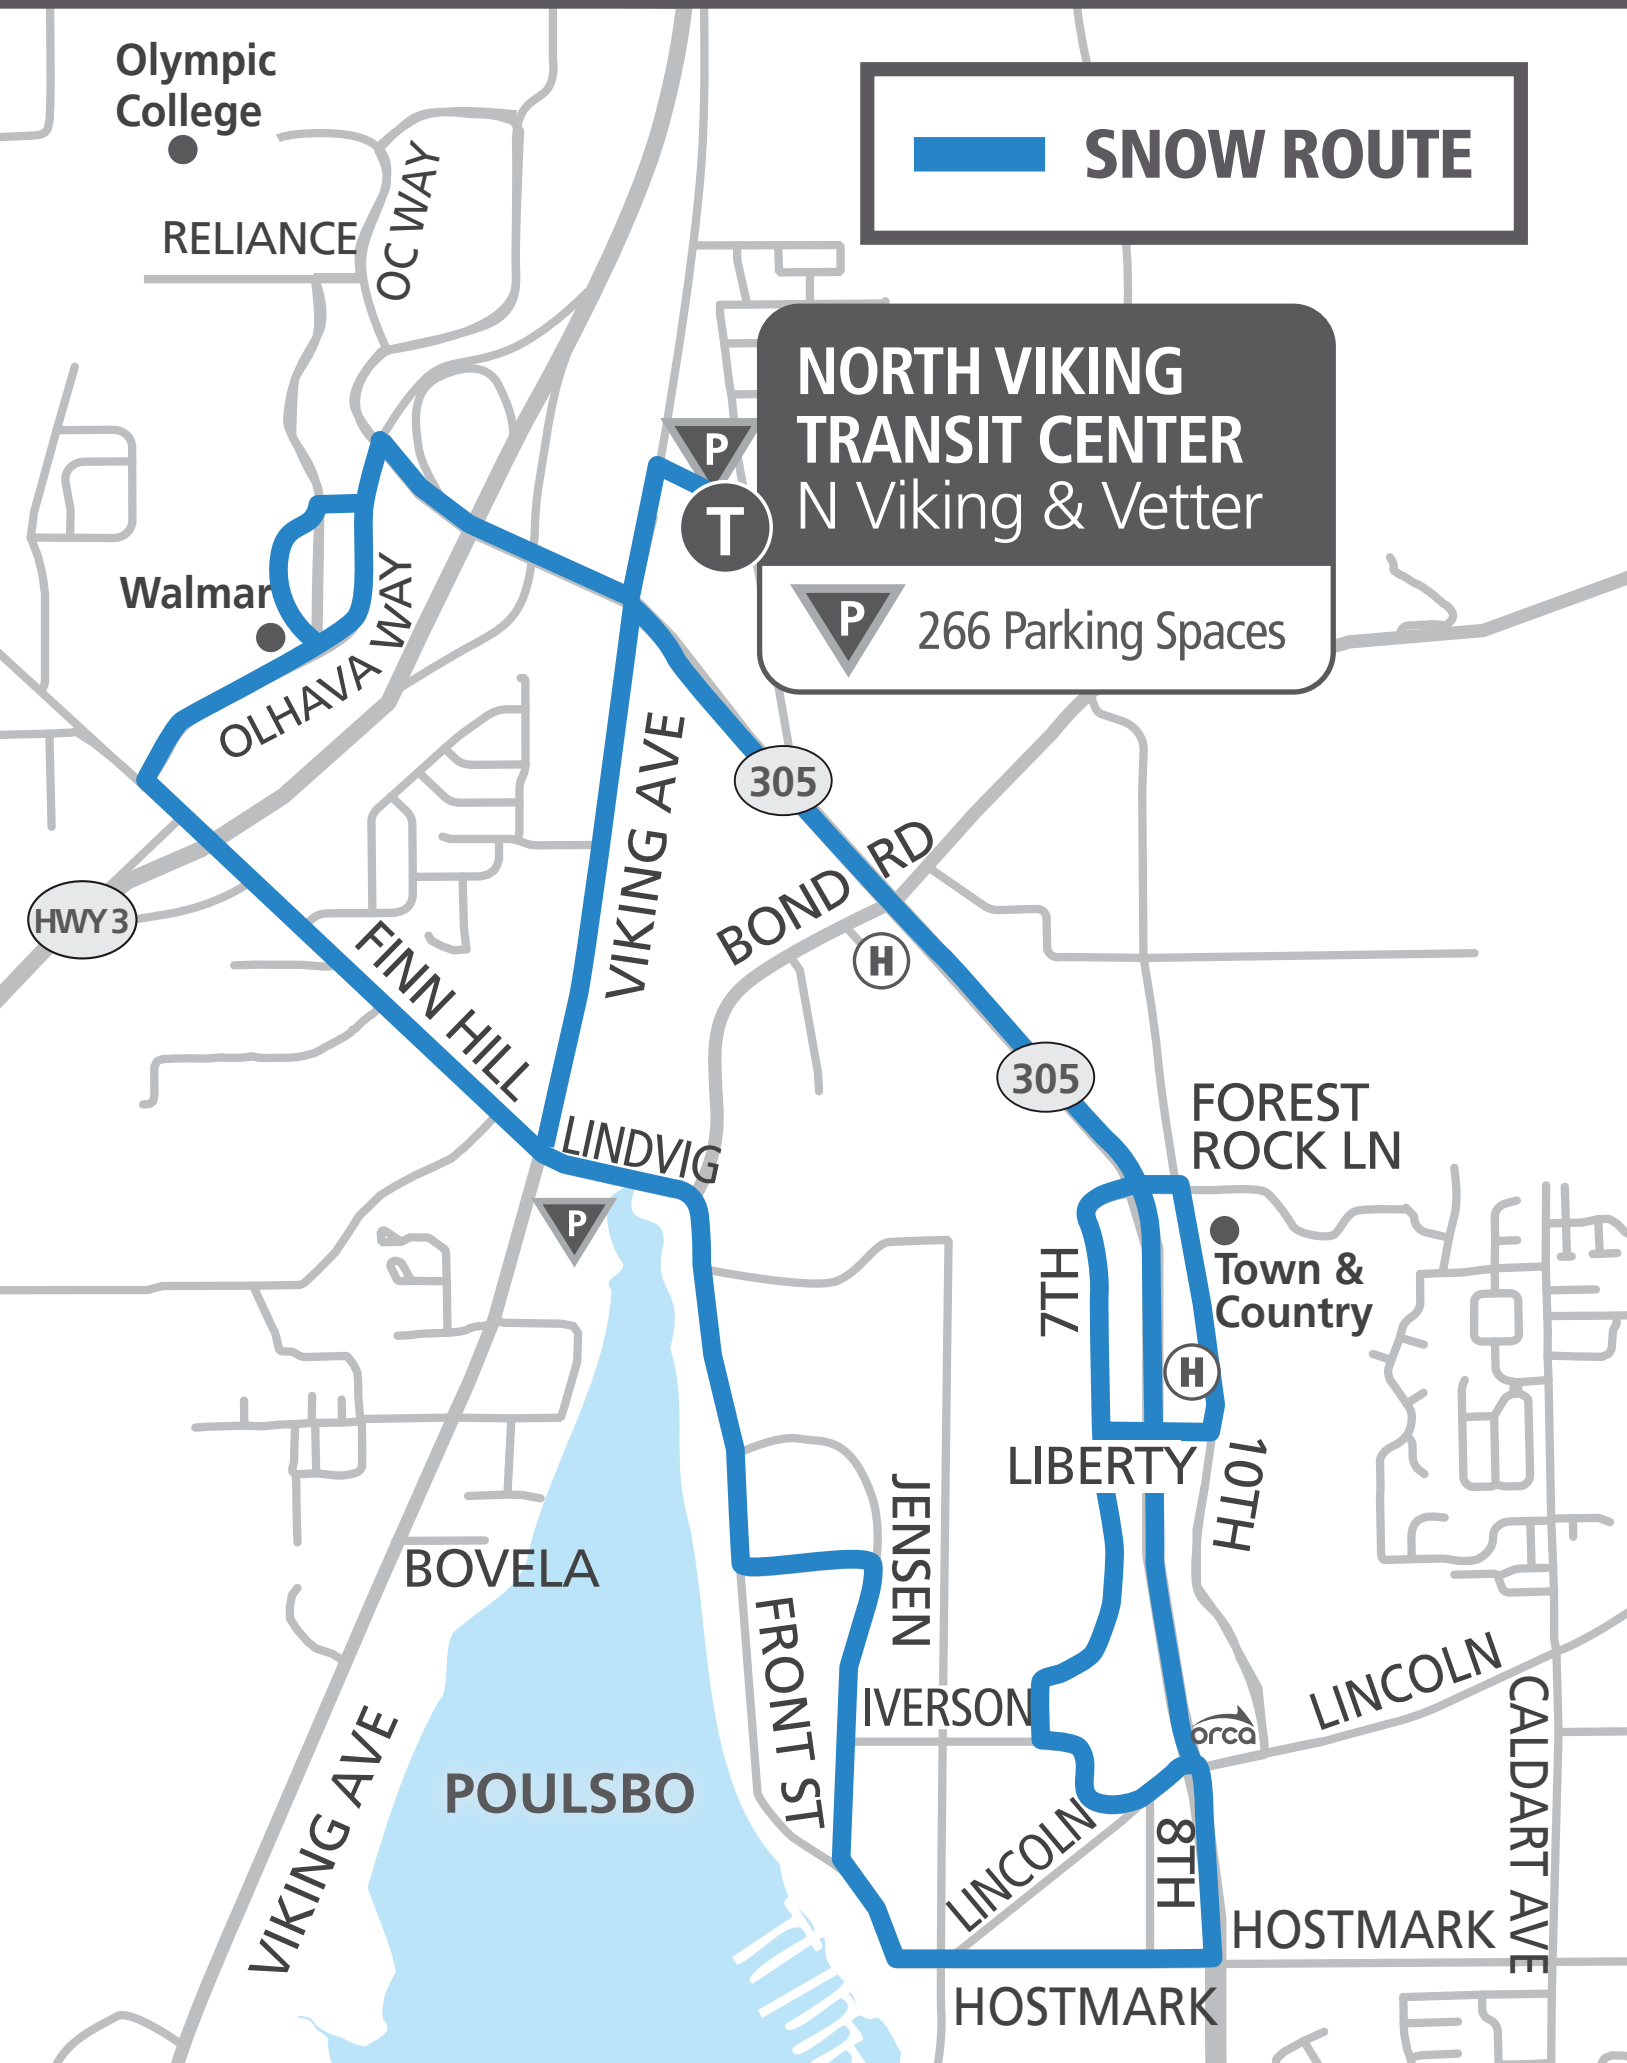 Olympic
College
SNOW ROUTE
OC WAY
RELIANCE
NORTH VIKING
TRANSIT CENTER
N Viking & Vetter
P
T
P
266 Parking Spaces
Walmar
OLHAVA WAY
VIKING AVE
305
BOND RD
HWY 3
H
FINN HILL
305
LINDVIG
FOREST
ROCK LN
P
7TH
Town &
Country
H
LIBERTY
10TH
JENSEN
BOVELA
FRONT ST
IVERSON
LINCOLN
orca
CALDART AVE
VIKING AVE
POULSBO
LINCOLN
8TH
HOSTMARK
HOSTMARK